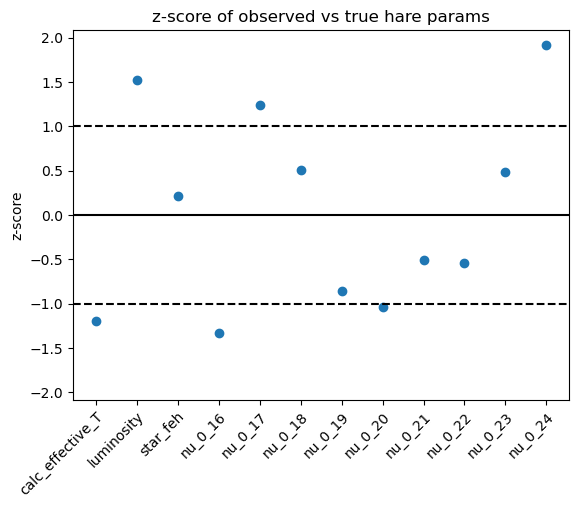 z-score of observed vs true hare params
z-score
2.0
1.5
1.0
0.5
0.0
−0.5
−1.0
−1.5
−2.0
calc_effective_T
luminosity
star_feh
nu_0_16
nu_0_17
nu_0_18
nu_0_19
nu_0_20
nu_0_21
nu_0_22
nu_0_23
nu_0_24